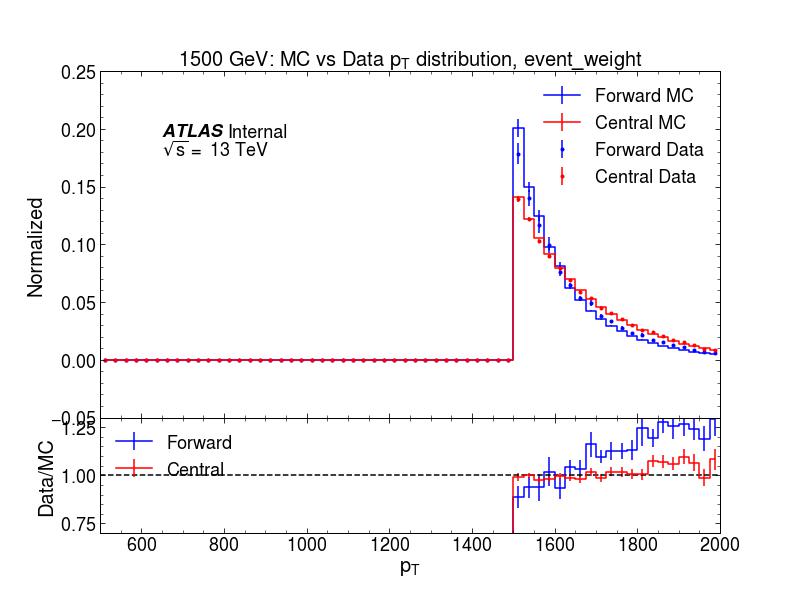 1500 GeV: MC vs Data pT distribution, event_weight
0.25
0.20
0.15
0.10
0.05
0.00
−0.05
Normalized
ATLAS Internal
√s = 13 TeV
Forward MC
Central MC
Forward Data
Central Data
1.25
1.00
0.75
Data/MC
Forward
Central
600 800 1000 1200 1400 1600 1800 2000
pT